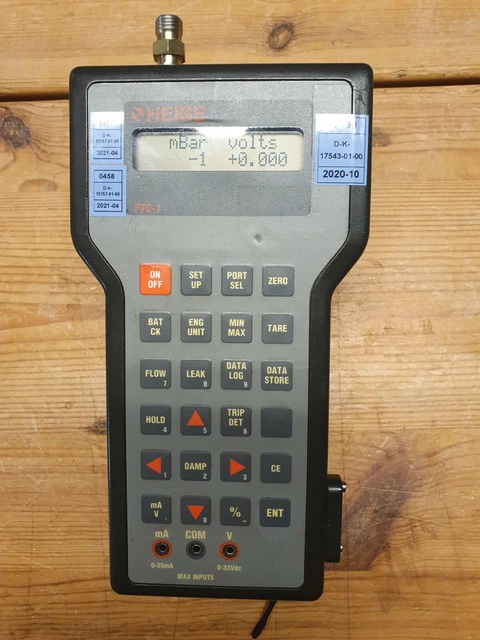 HEISE
mBar volts
-1 +0.000
D-K-
2021-04
0458
D-K-
2021-04
D-K-
17543-01-00
2020-10
PTE-1
ON OFF
SET UP
PORT SEL
ZERO
BAT CK
ENG UNIT
MIN MAX
TARE
FLOW 7
LEAK 8
DATA LOG 9
DATA STORE
HOLD 4
5
TRIP DET 6
1
DAMP 2
3
CE
mA V .
0
% _
ENT
mA COM V
0-55mA
0-33Vdc
MAX INPUTS